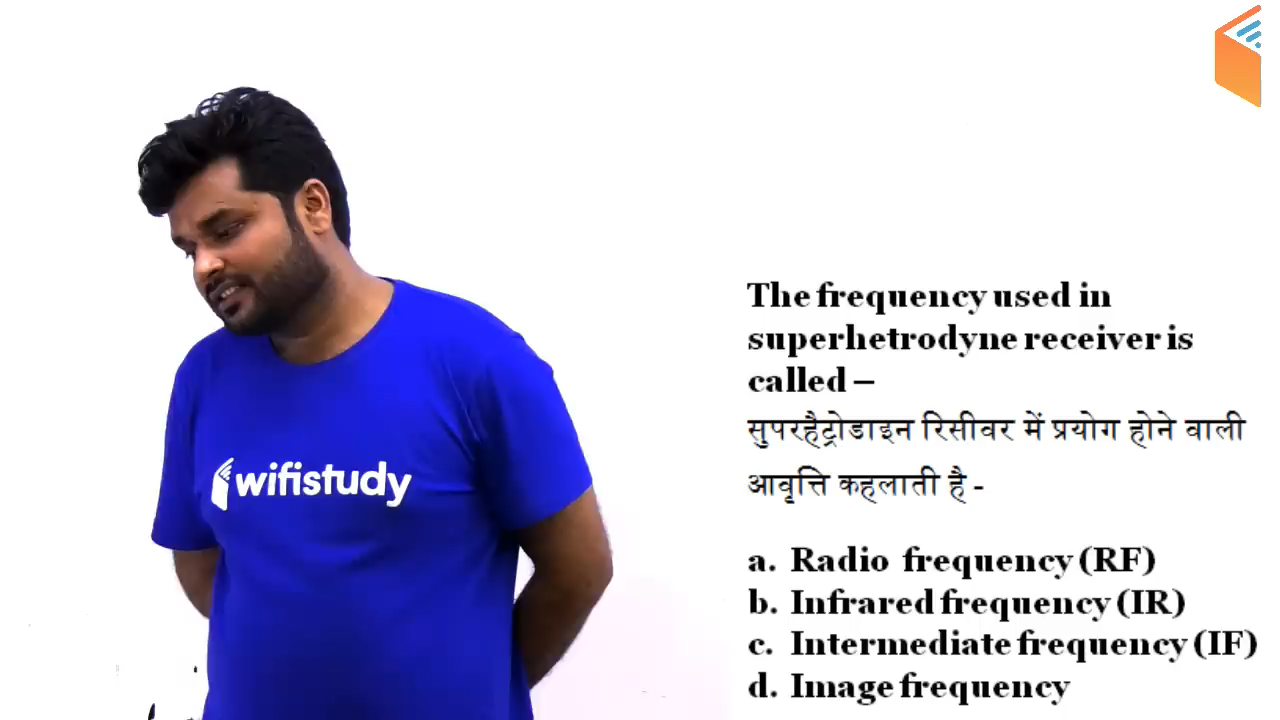 wifistudy
The frequency used in
superhetrodyne receiver is
called –
सुपरहैट्रोडाइन रिसीवर में प्रयोग होने वाली
आवृत्ति कहलाती है -
a. Radio frequency (RF)
b. Infrared frequency (IR)
c. Intermediate frequency (IF)
d. Image frequency